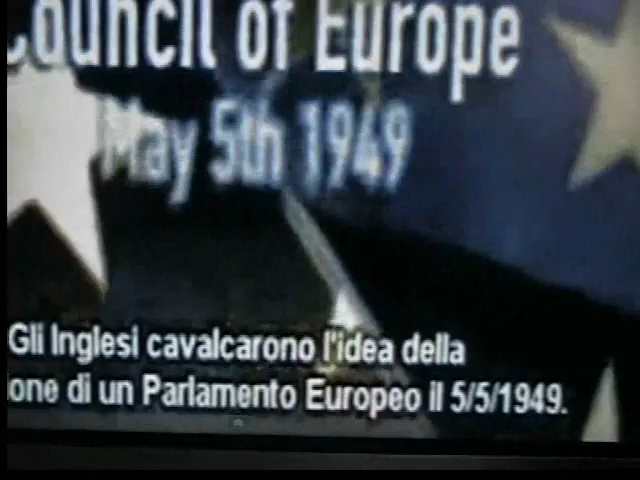 Council of Europe
May 5th 1949
Gli Inglesi cavalcarono l'idea della
one di un Parlamento Europeo il 5/5/1949.